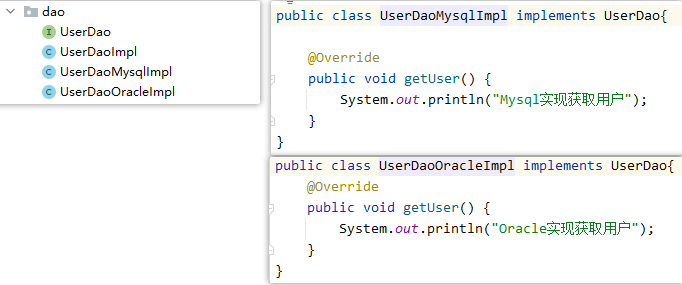 dao
I UserDao
C UserDaoImpl
C UserDaoMysqlImpl
C UserDaoOracleImpl
public class UserDaoMysqlImpl implements UserDao{
@Override
public void getUser() {
System.out.println("Mysql实现获取用户");
}
}
public class UserDaoOracleImpl implements UserDao{
@Override
public void getUser() {
System.out.println("Oracle实现获取用户");
}
}